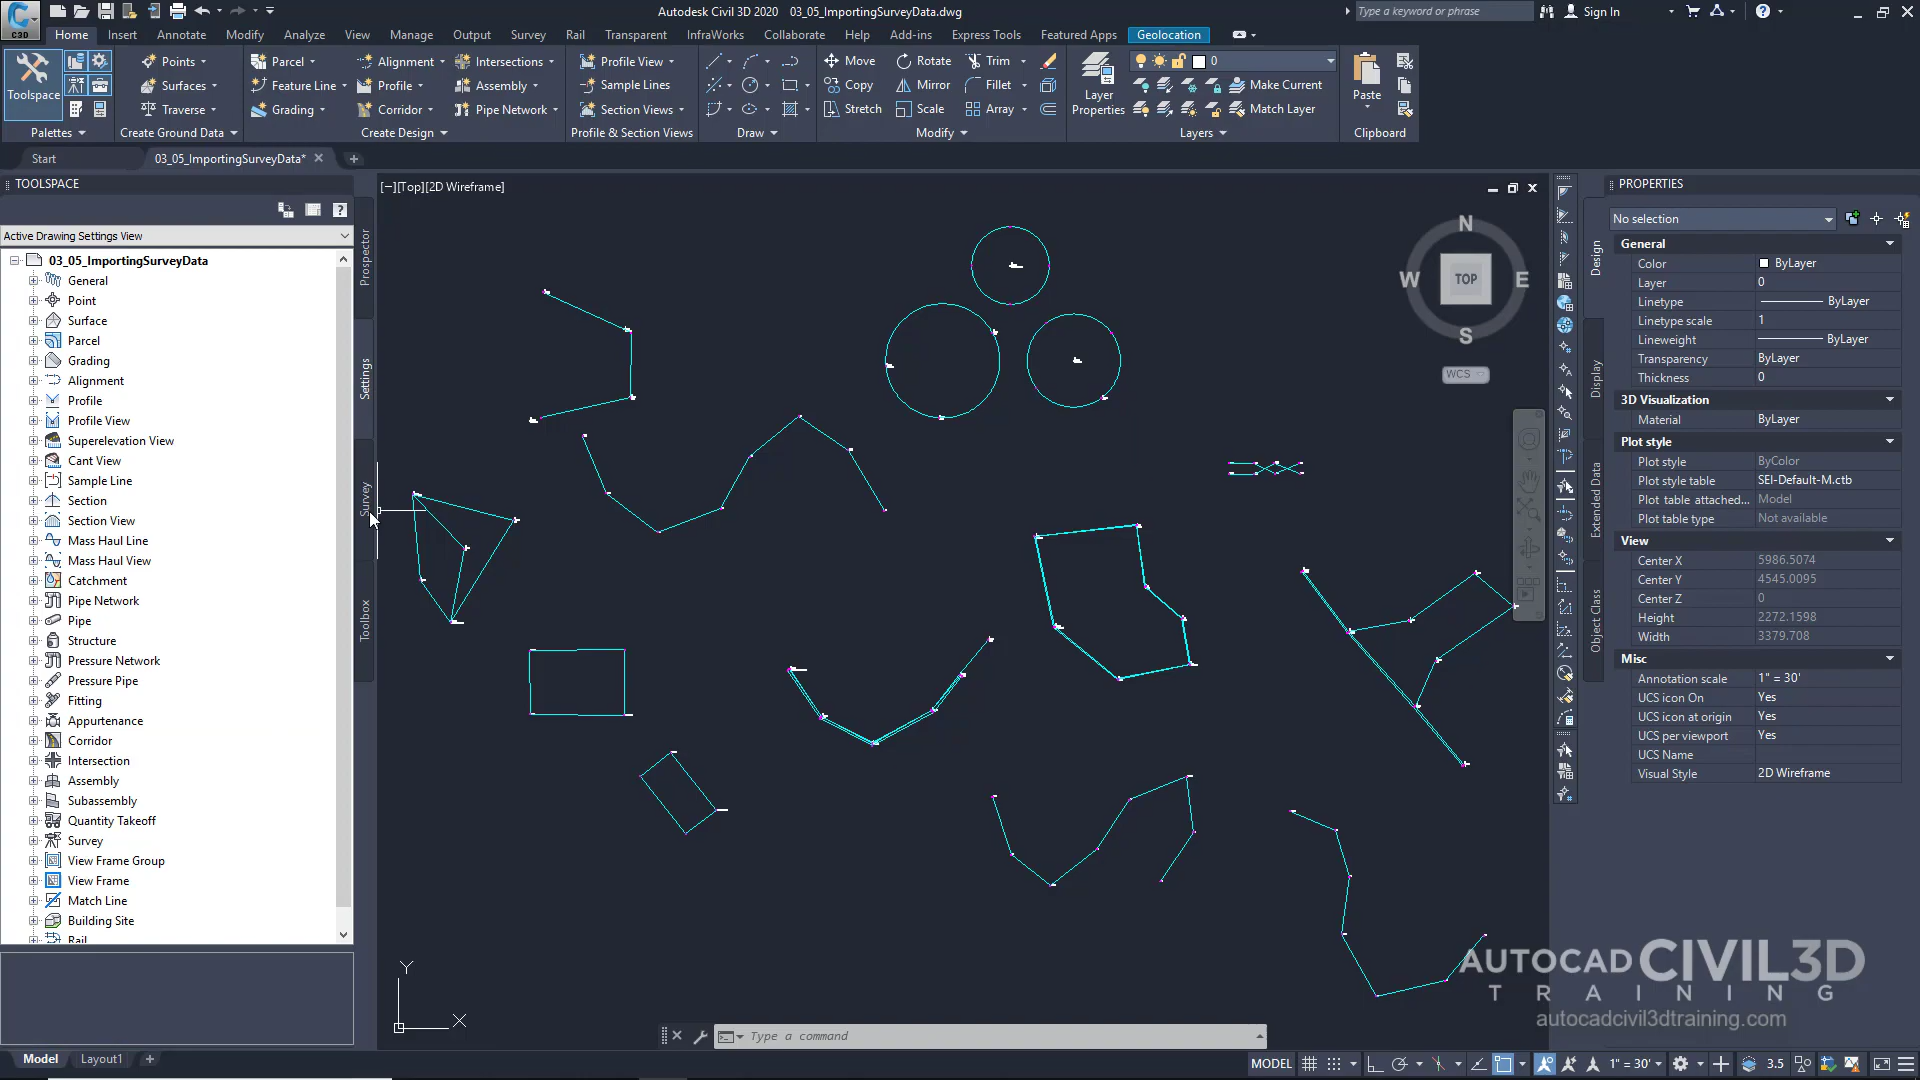 Autodesk Civil 3D 2020   03_05_ImportingSurveyData.dwg
Type a keyword or phrase
Sign In
C3D
Home Insert Annotate Modify Analyze View Manage Output Survey Rail Transparent InfraWorks Collaborate Help Add-ins Express Tools Featured Apps Geolocation
Toolspace
Palettes
Points
Surfaces
Traverse
Create Ground Data
Parcel
Feature Line
Grading
Alignment
Profile
Corridor
Intersections
Assembly
Pipe Network
Create Design
Profile View
Sample Lines
Section Views
Profile & Section Views
Draw
Move
Copy
Stretch
Rotate
Mirror
Scale
Trim
Fillet
Array
Modify
Layer
Properties
0
Make Current
Match Layer
Layers
Paste
Clipboard
Start
03_05_ImportingSurveyData*
TOOLSPACE
Active Drawing Settings View
03_05_ImportingSurveyData
General
Point
Surface
Parcel
Grading
Alignment
Profile
Profile View
Superelevation View
Cant View
Sample Line
Section
Section View
Mass Haul Line
Mass Haul View
Catchment
Pipe Network
Pipe
Structure
Pressure Network
Pressure Pipe
Fitting
Appurtenance
Corridor
Intersection
Assembly
Subassembly
Quantity Takeoff
Survey
View Frame Group
View Frame
Match Line
Building Site
Rail
Prospector
Settings
Survey
Toolbox
[−][Top][2D Wireframe]
N
W
TOP
E
S
WCS
Y
X
Type a command
PROPERTIES
No selection
Design
Display
Extended Data
Object Class
General
Color ByLayer
Layer 0
Linetype ByLayer
Linetype scale 1
Lineweight ByLayer
Transparency ByLayer
Thickness 0
3D Visualization
Material ByLayer
Plot style
Plot style ByColor
Plot style table SEI-Default-M.ctb
Plot table attached... Model
Plot table type Not available
View
Center X 5986.5074
Center Y 4545.0095
Center Z 0
Height 2272.1598
Width 3379.708
Misc
Annotation scale 1" = 30'
UCS icon On Yes
UCS icon at origin Yes
UCS per viewport Yes
UCS Name
Visual Style 2D Wireframe
AUTOCAD CIVIL 3D
TRAINING
autocadcivil3dtraining.com
Model Layout1
MODEL 1" = 30' 3.5